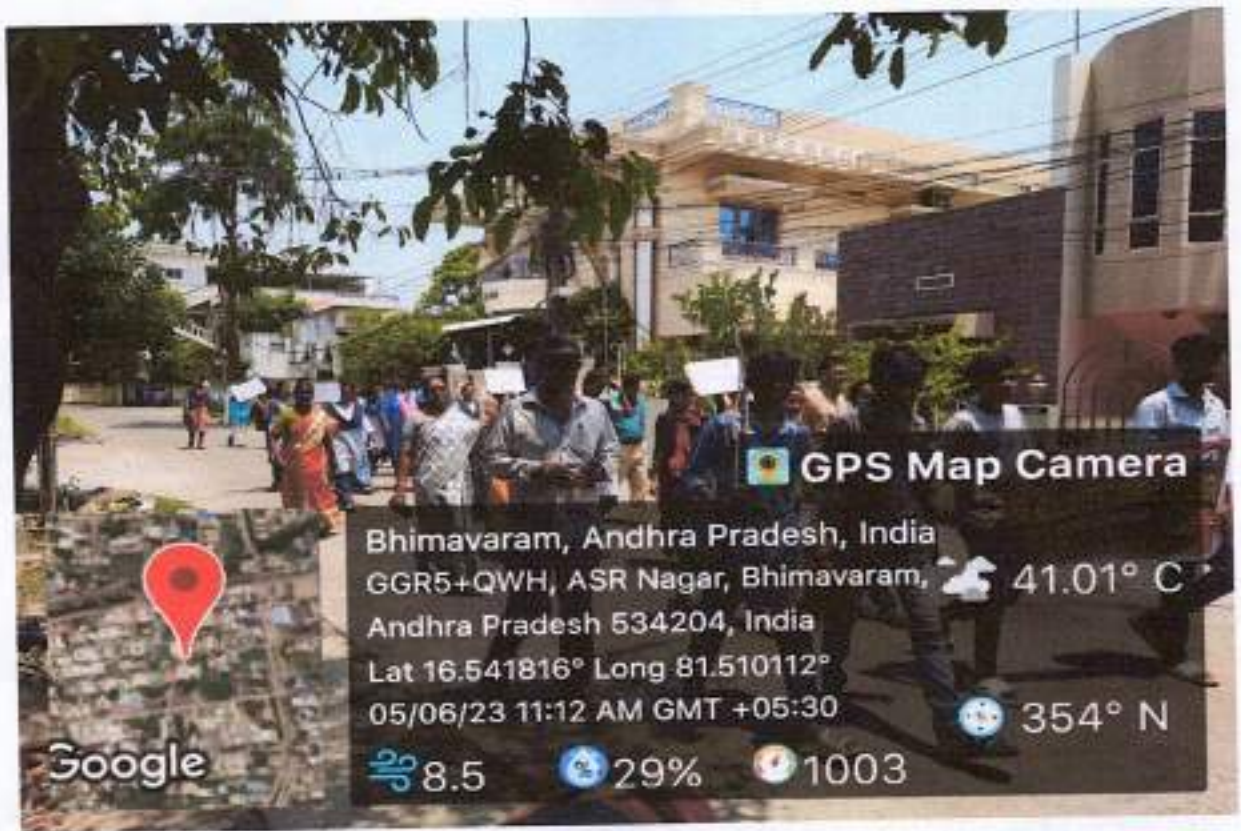 GPS Map Camera
Bhimavaram, Andhra Pradesh, India
GGR5+QWH, ASR Nagar, Bhimavaram,
Andhra Pradesh 534204, India
Lat 16.541816° Long 81.510112°
05/06/23 11:12 AM GMT +05:30
41.01° C
354° N
8.5
29%
1003
Google